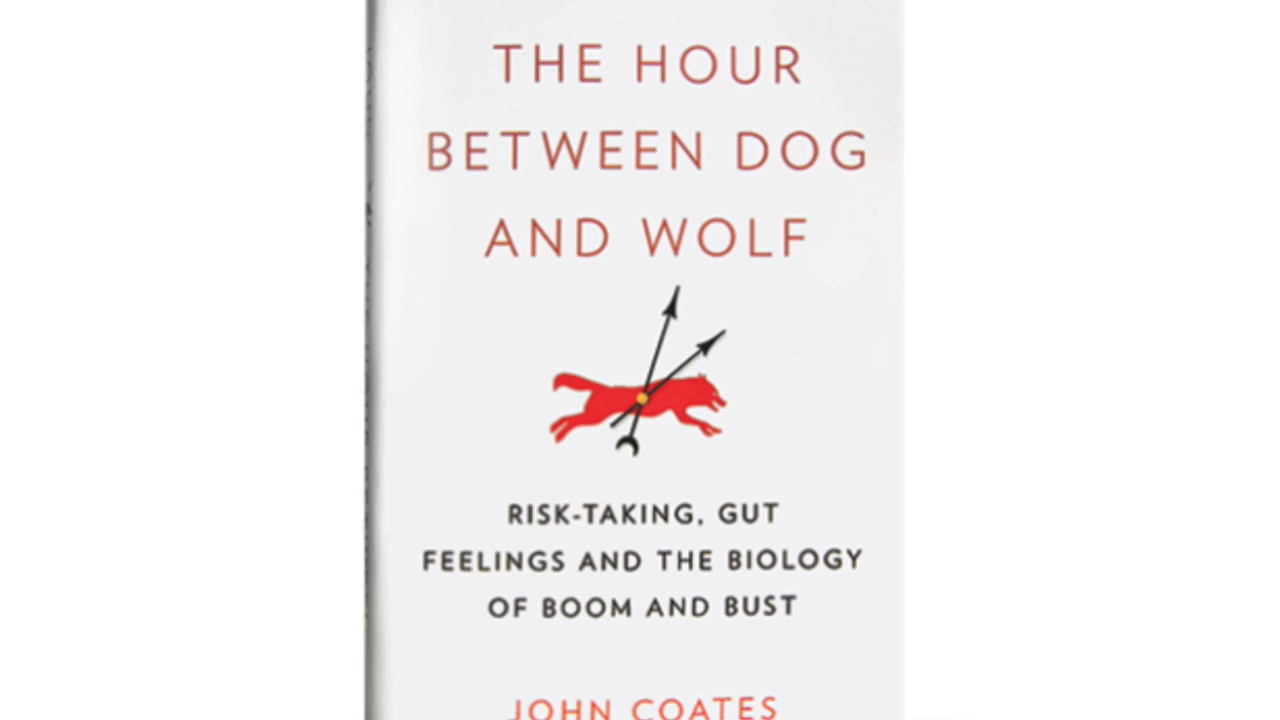 THE HOUR
BETWEEN DOG
AND WOLF
RISK-TAKING, GUT
FEELINGS AND THE BIOLOGY
OF BOOM AND BUST
JOHN COATES